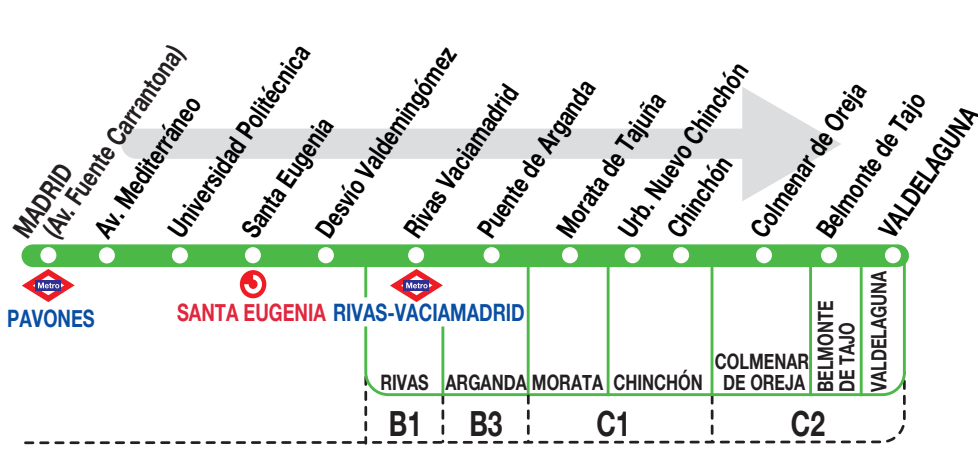 MADRID
(Av. Fuente Carrantona)
Av. Mediterráneo
Universidad Politécnica
Santa Eugenia
Desvío Valdemingómez
Rivas Vaciamadrid
Puente de Arganda
Morata de Tajuña
Urb. Nuevo Chinchón
Chinchón
Colmenar de Oreja
Belmonte de Tajo
VALDELAGUNA
Metro
Metro
PAVONES
SANTA EUGENIA
RIVAS-VACIAMADRID
RIVAS
ARGANDA
MORATA
CHINCHÓN
COLMENAR
DE OREJA
BELMONTE
DE TAJO
VALDELAGUNA
B1
B3
C1
C2